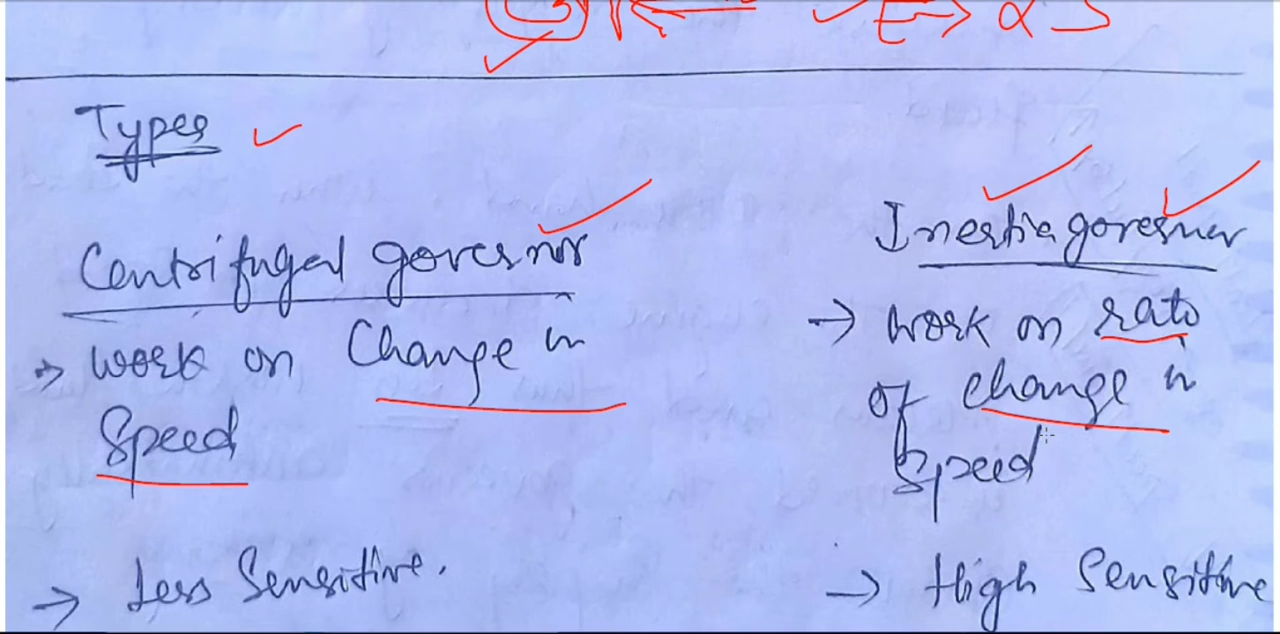 E → α S
Types
Centrifugal governor
→ work on Change in
Speed
→ Less Sensitive.
Inertia governer
→ work on rate
of change in
Speed
→ High Sensitive